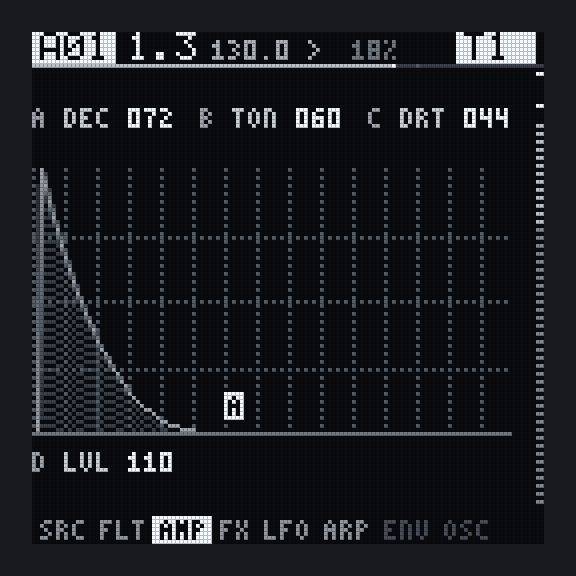 A01 1.3 130.0 > 18% T1
A DEC 072 B TON 060 C DRT 044
A
D LVL 110
SRC FLT AMP FX LFO ARP ENV OSC